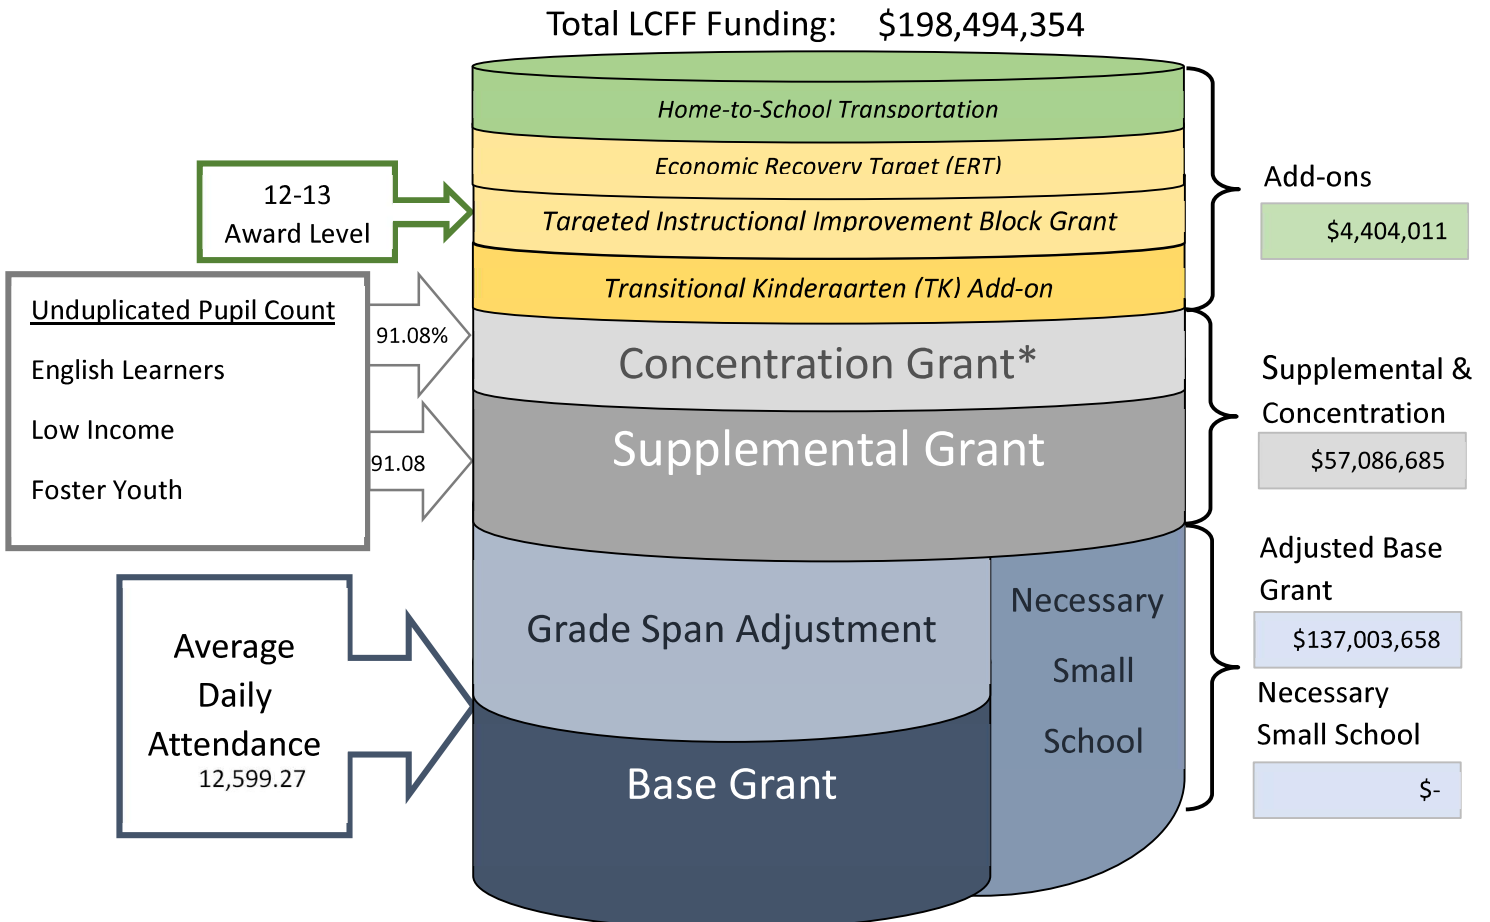 Total LCFF Funding: $198,494,354
Home-to-School Transportation
Economic Recovery Target (ERT)
Targeted Instructional Improvement Block Grant
Transitional Kindergarten (TK) Add-on
Concentration Grant*
Supplemental Grant
Grade Span Adjustment
Base Grant
Necessary
Small
School
12-13
Award Level
Unduplicated Pupil Count
English Learners
Low Income
Foster Youth
91.08%
91.08
Average
Daily
Attendance
12,599.27
Add-ons
$4,404,011
Supplemental &
Concentration
$57,086,685
Adjusted Base
Grant
$137,003,658
Necessary
Small School
$-